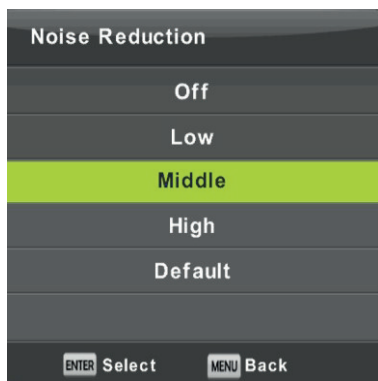 Noise Reduction
Off
Low
Middle
High
Default
ENTER Select MENU Back